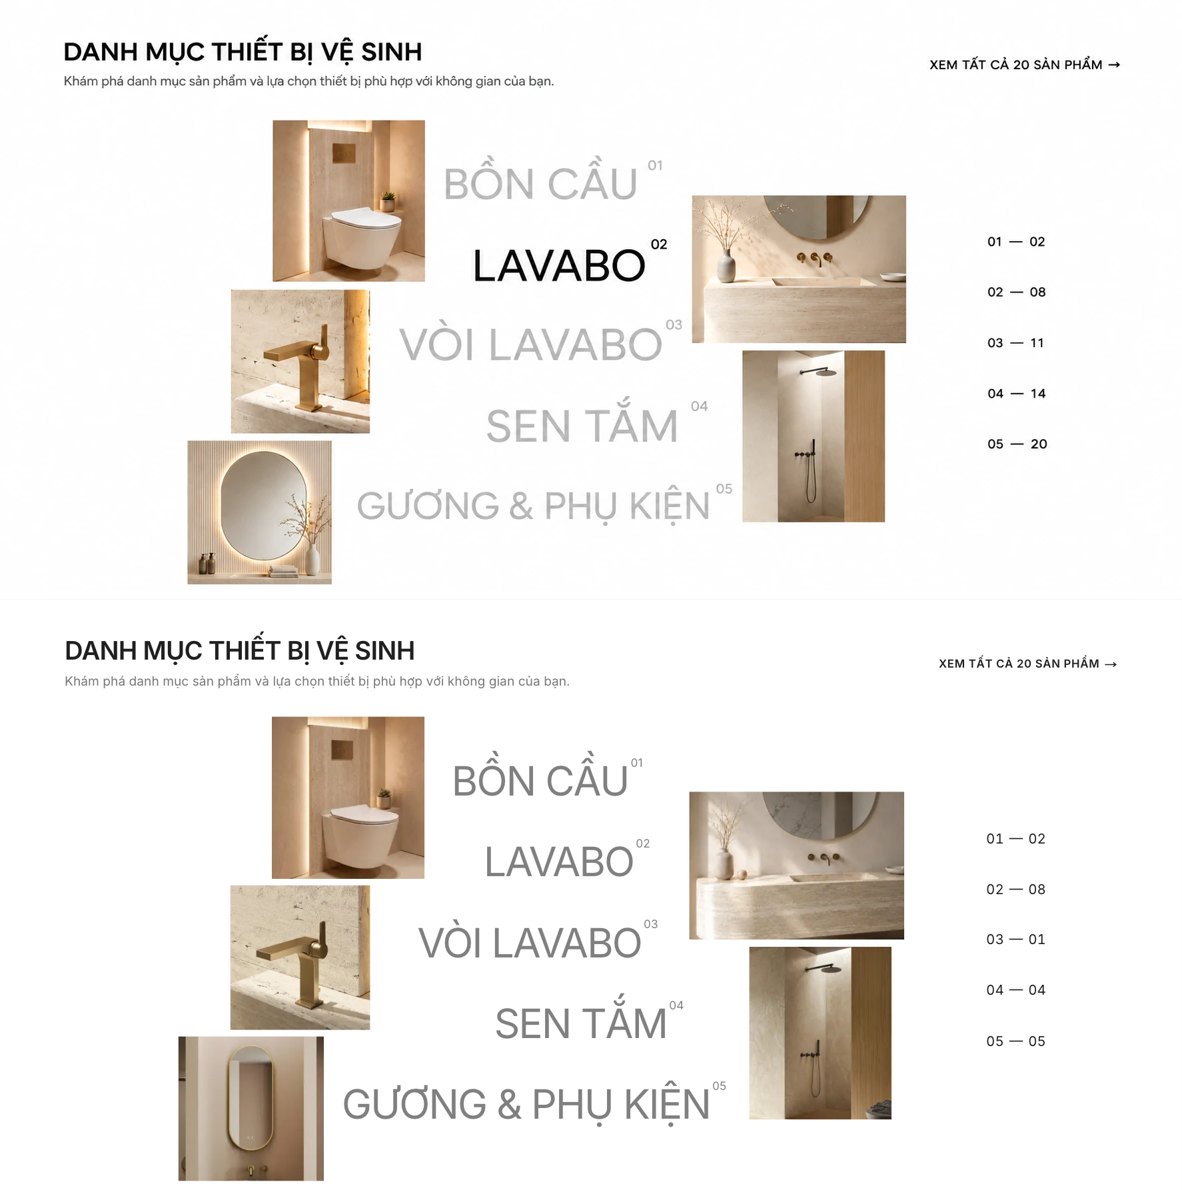 DANH MỤC THIẾT BỊ VỆ SINH
Khám phá danh mục sản phẩm và lựa chọn thiết bị phù hợp với không gian của bạn.
XEM TẤT CẢ 20 SẢN PHẨM →
BỒN CẦU 01
LAVABO 02
VÒI LAVABO 03
SEN TẮM 04
GƯƠNG & PHỤ KIỆN 05
01 — 02
02 — 08
03 — 11
04 — 14
05 — 20
DANH MỤC THIẾT BỊ VỆ SINH
Khám phá danh mục sản phẩm và lựa chọn thiết bị phù hợp với không gian của bạn.
XEM TẤT CẢ 20 SẢN PHẨM →
BỒN CẦU 01
LAVABO 02
VÒI LAVABO 03
SEN TẮM 04
GƯƠNG & PHỤ KIỆN 05
01 — 02
02 — 08
03 — 01
04 — 04
05 — 05